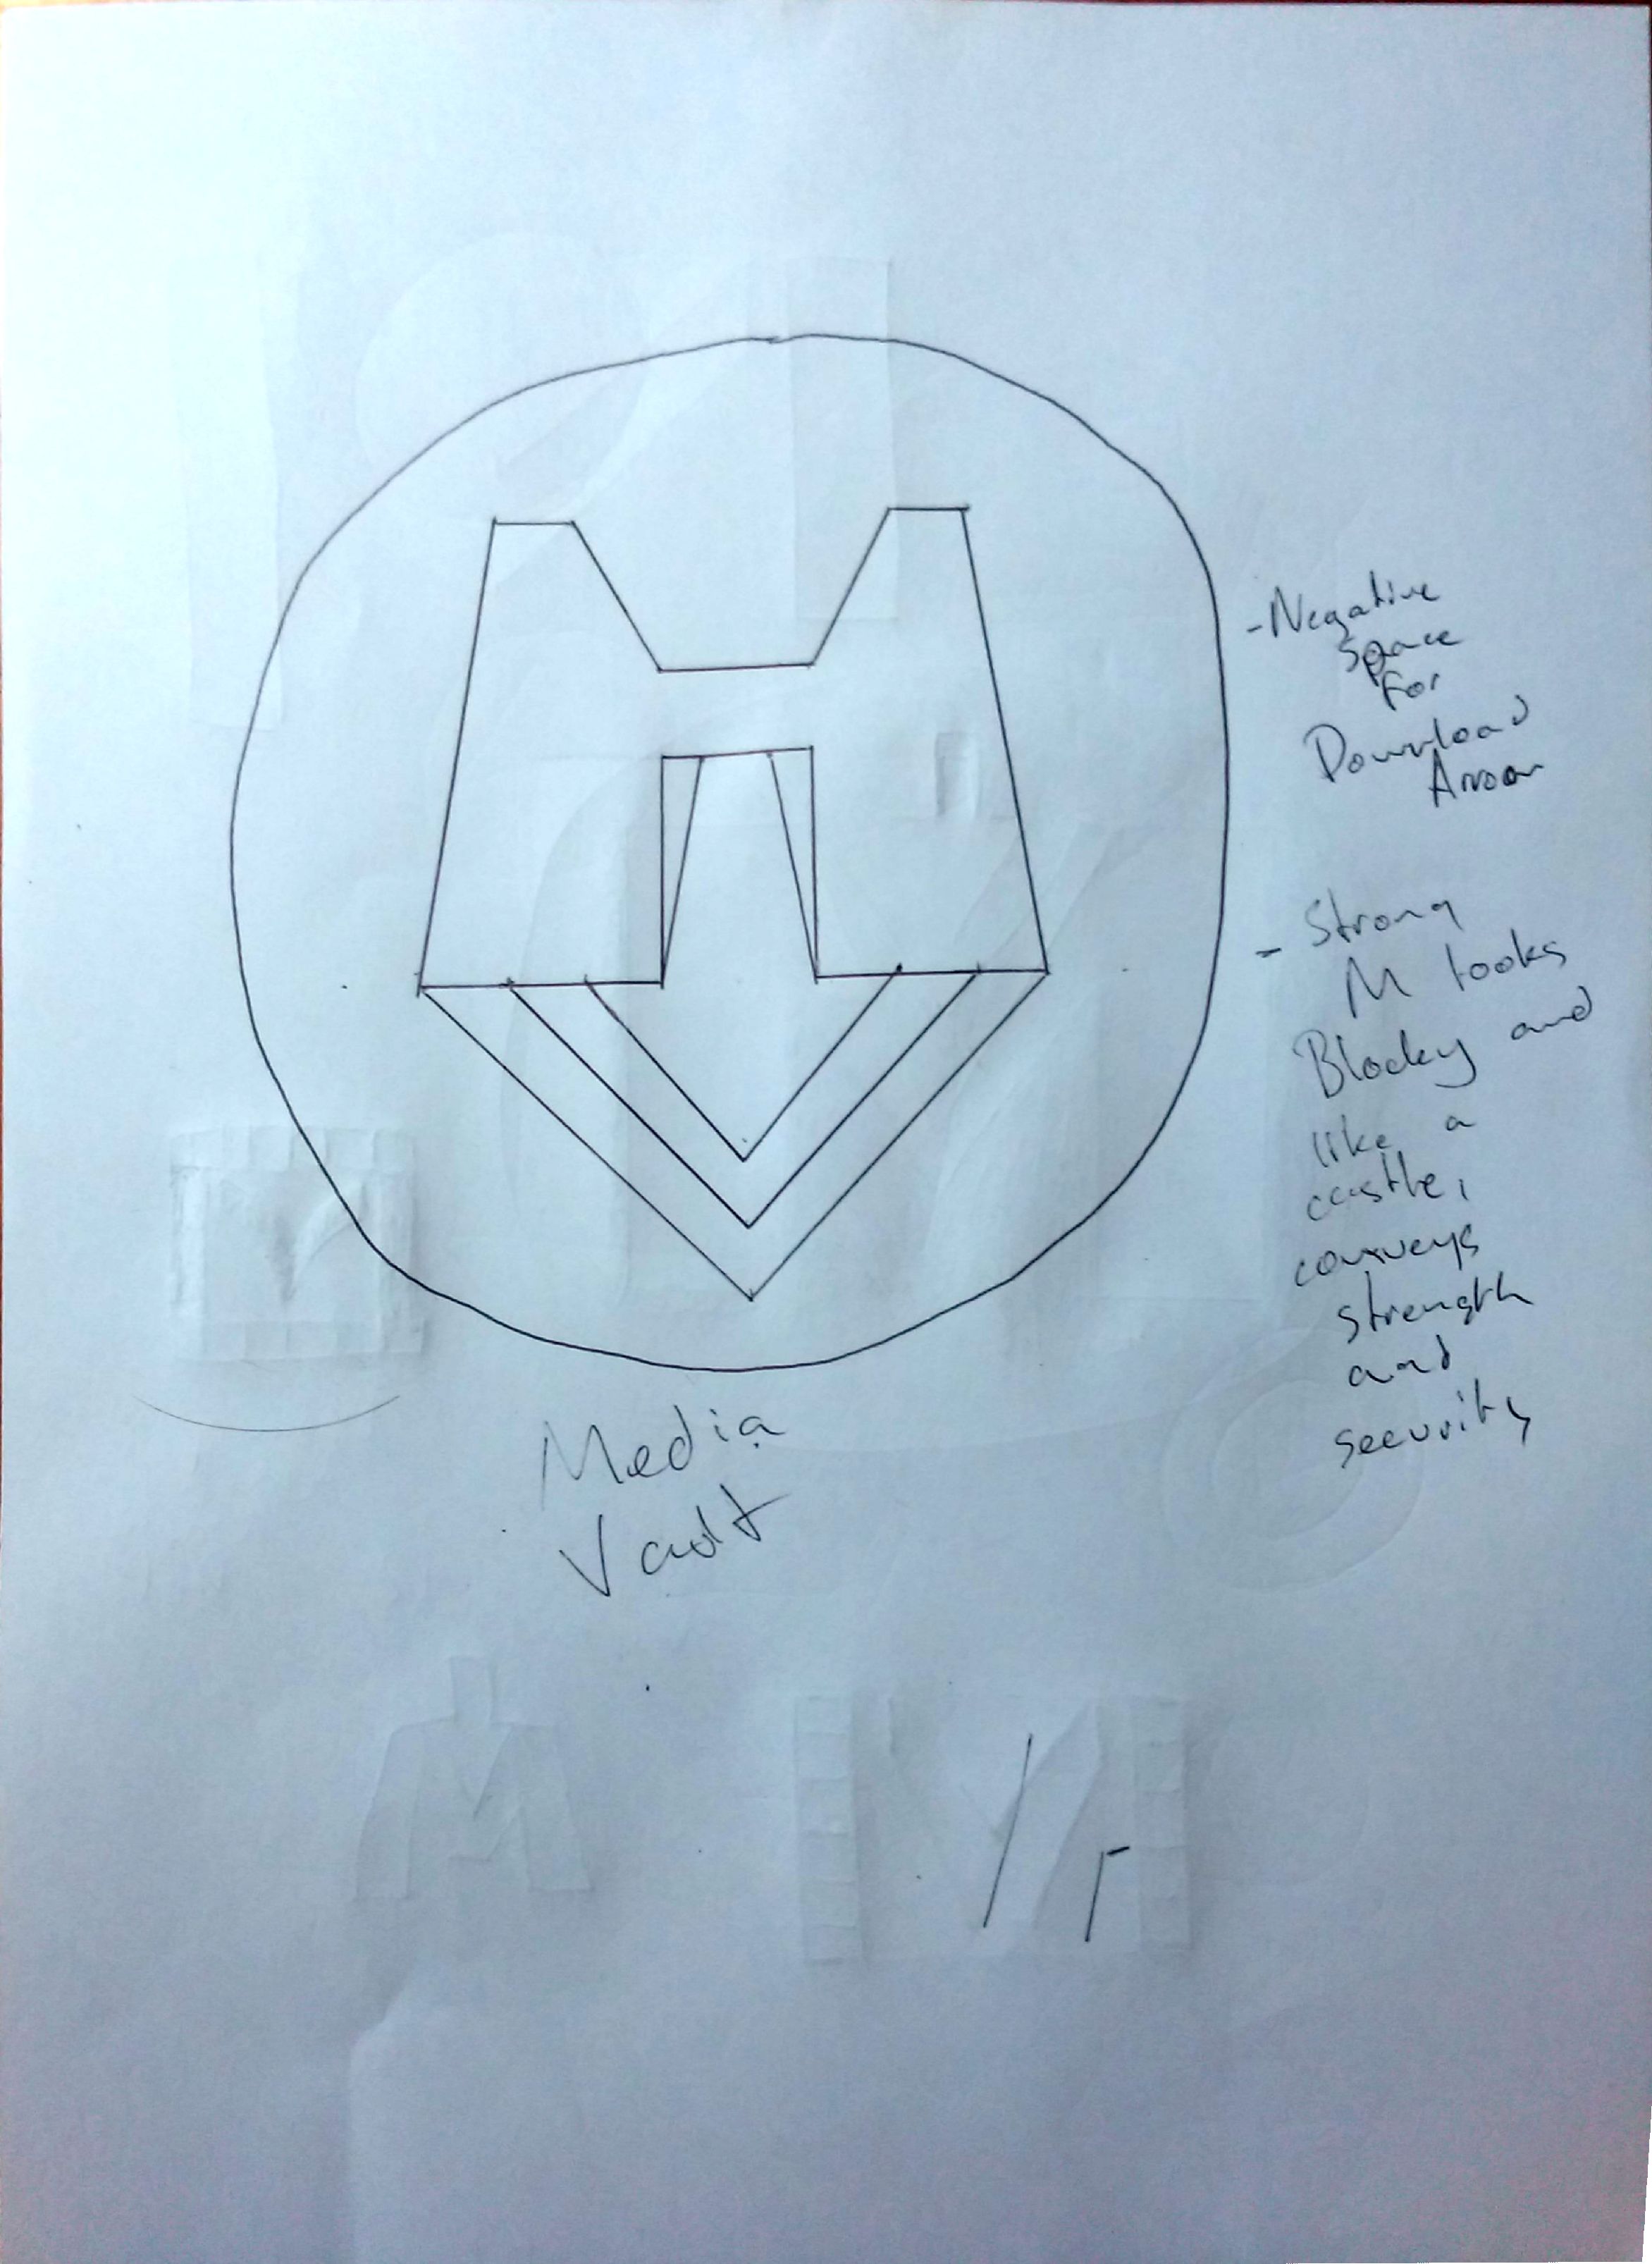 - Negative
Space
For
Download
Arrow
- Strong
M looks
Blocky and
like a
castle,
conveys
strength
and
security
Media
Vault